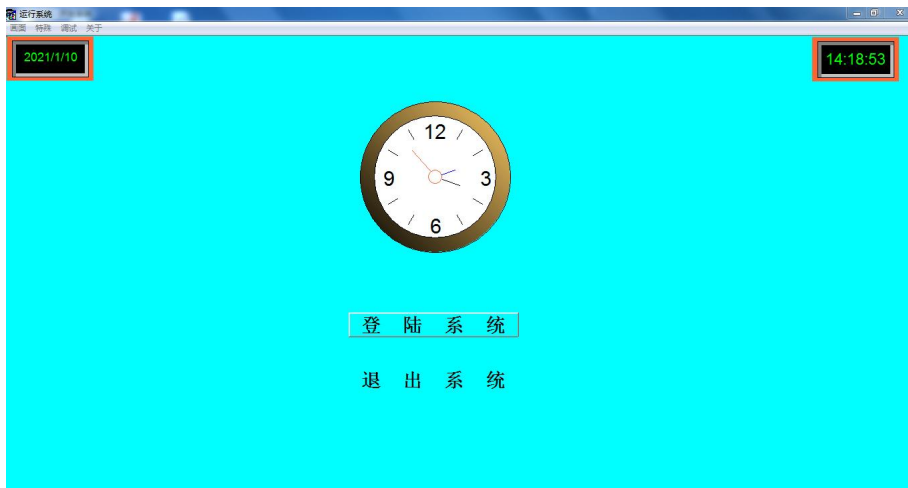 运行系统
画面 特殊 调试 关于
2021/1/10
14:18:53
12
9 3
6
登 陆 系 统
退 出 系 统